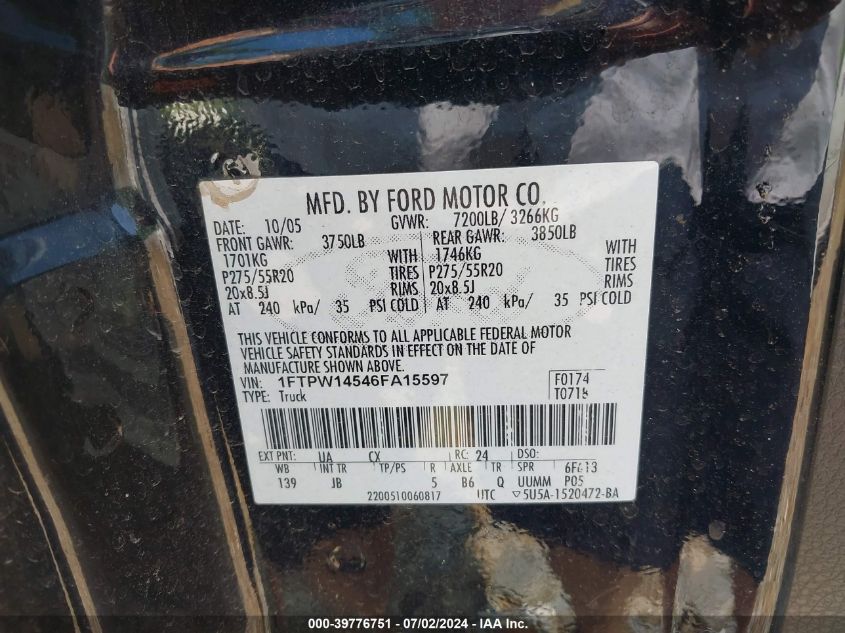 MFD. BY FORD MOTOR CO.
DATE: 10/05 GVWR: 7200LB/ 3266KG
FRONT GAWR: 3750LB REAR GAWR: 3850LB
1701KG WITH 1746KG WITH
P275/55R20 TIRES P275/55R20 TIRES
20x8.5J RIMS 20x8.5J RIMS
AT 240 kPa/ 35 PSI COLD AT 240 kPa/ 35 PSI COLD
THIS VEHICLE CONFORMS TO ALL APPLICABLE FEDERAL MOTOR
VEHICLE SAFETY STANDARDS IN EFFECT ON THE DATE OF
MANUFACTURE SHOWN ABOVE.
VIN: 1FTPW14546FA15597 F0174
TYPE: Truck
EXT PNT: UA CX RC: 24 DSO:
WB INT TR TP/PS R AXLE TR SPR
139 JB 5 B6 Q UUMM P05
2200510060817 UTC ▽5U5A-1520472-BA
000-39776751 - 07/02/2024 - IAA Inc.